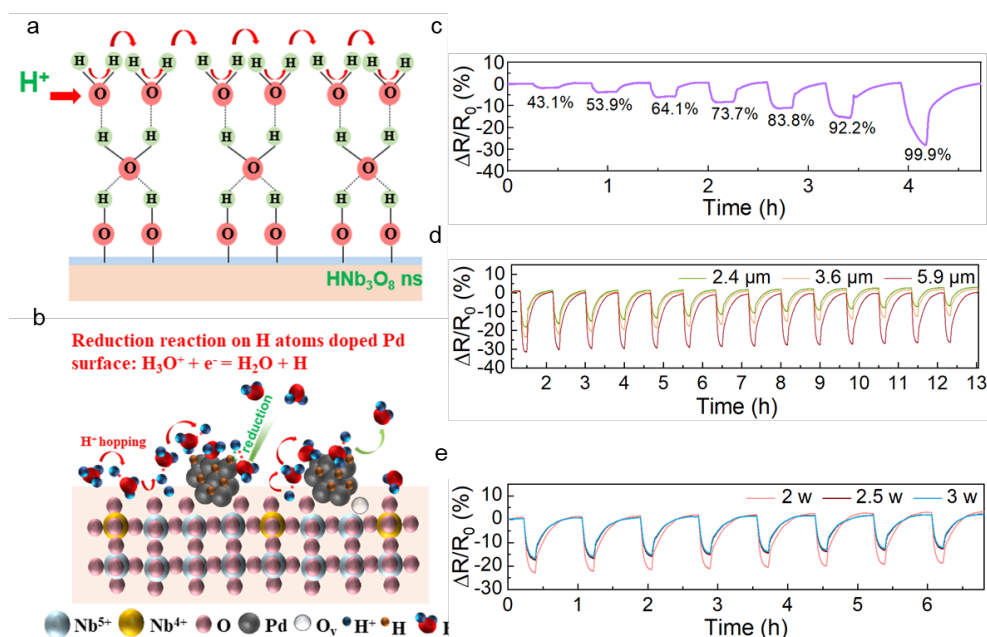 a
H H H H H H H H H H H H
H⁺
O O O O O O
H H H H H H
O O O
H H H H H H
O O O O O O
HNb₃O₈ ns
b
Reduction reaction on H atoms doped Pd
surface: H₃O⁺ + e⁻ = H₂O + H
reduction
H⁺ hopping
Nb⁵⁺ Nb⁴⁺ O Pd Oᵥ H⁺ H
c
ΔR/R₀ (%)
10
0
-10
-20
-30
-40
43.1% 53.9% 64.1% 73.7% 83.8% 92.2% 99.9%
0 1 2 3 4
Time (h)
d
ΔR/R₀ (%)
2.4 μm 3.6 μm 5.9 μm
10
0
-10
-20
-30
-40
2 3 4 5 6 7 8 9 10 11 12 13
Time (h)
e
ΔR/R₀ (%)
2 w 2.5 w 3 w
10
5
0
-5
-10
-15
-20
-25
-30
0 1 2 3 4 5 6
Time (h)